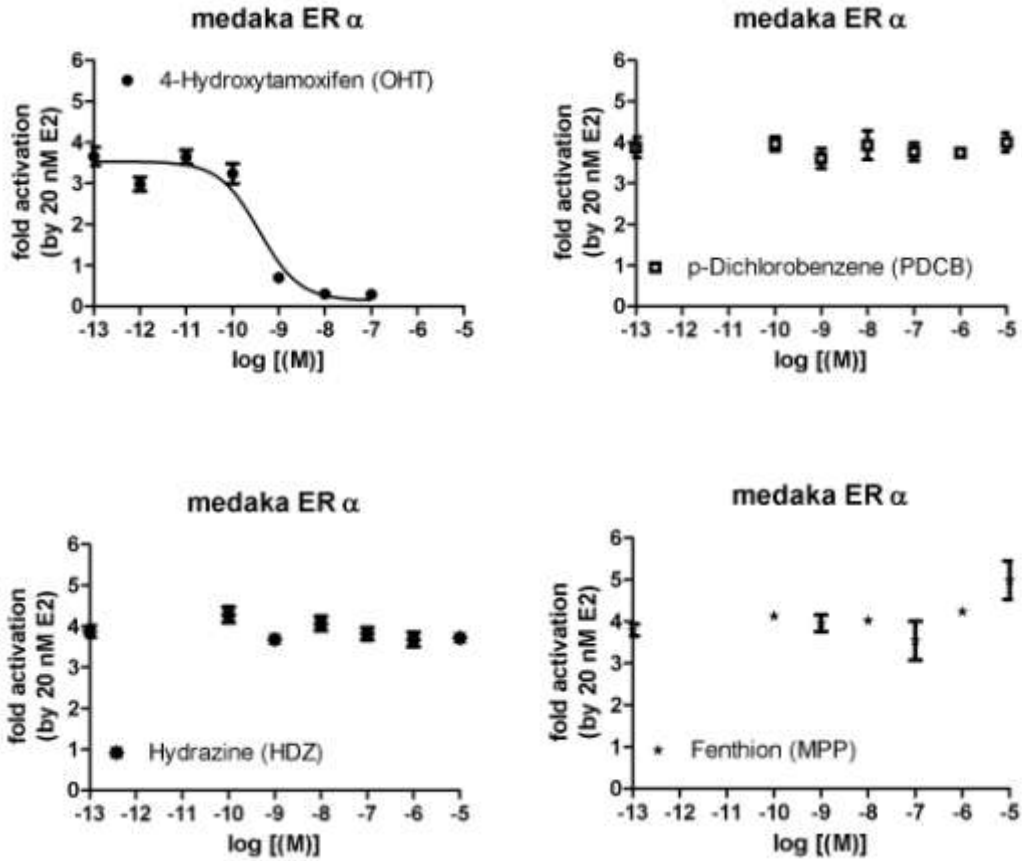 medaka ER α
fold activation
(by 20 nM E2)
6
5
4
3
2
1
0
4-Hydroxytamoxifen (OHT)
-13 -12 -11 -10 -9 -8 -7 -6 -5
log [(M)]
medaka ER α
fold activation
(by 20 nM E2)
6
5
4
3
2
1
0
p-Dichlorobenzene (PDCB)
-13 -12 -11 -10 -9 -8 -7 -6 -5
log [(M)]
medaka ER α
fold activation
(by 20 nM E2)
6
5
4
3
2
1
0
Hydrazine (HDZ)
-13 -12 -11 -10 -9 -8 -7 -6 -5
log [(M)]
medaka ER α
fold activation
(by 20 nM E2)
6
5
4
3
2
1
0
Fenthion (MPP)
-13 -12 -11 -10 -9 -8 -7 -6 -5
log [(M)]